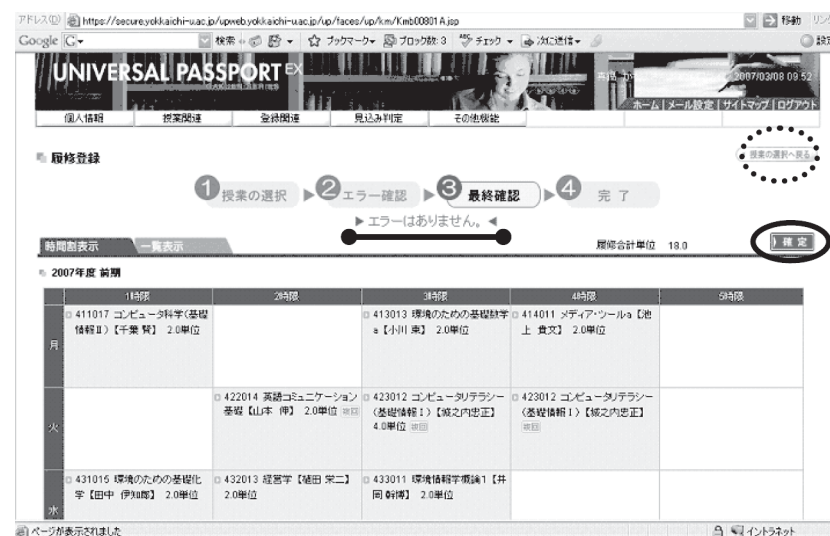 アドレス(D) https://secure.yokkaichi-u.ac.jp/upweb.yokkaichi-u.ac.jp/up/faces/up/km/Kmb00801A.jsp 移動 リンク
Google G▾ 検索 ブックマーク▾ ブロック数: 3 チェック ▾ 次に送信▾ 設定
UNIVERSAL PASSPORT EX
2007/03/08 09:52
ホーム | メール設定 | サイトマップ | ログアウト
個人情報 授業関連 登録関連 見込み判定 その他機能
履修登録
授業の選択へ戻る
1 授業の選択 ▶ 2 エラー確認 ▶ 3 最終確認 ▶ 4 完了
▶ エラーはありません。 ◀
時間割表示 一覧表示 履修合計単位 18.0 確定
2007年度 前期
1時限 2時限 3時限 4時限 5時限
月
411017 コンピュータ科学(基礎
情報Ⅱ)【千葉 賢】 2.0単位
413013 環境のための基礎数学
a【小川 束】 2.0単位
414011 メディア・ツールa【池
上 貴文】 2.0単位
火
422014 英語コミュニケーション
基礎【山本 伸】 2.0単位 複回
423012 コンピュータリテラシー
(基礎情報Ⅰ)【城之内忠正】
4.0単位 複回
423012 コンピュータリテラシー
(基礎情報Ⅰ)【城之内忠正】
複回
水
431015 環境のための基礎化
学【田中 伊知郎】 2.0単位
432013 経営学【植田 栄二】
2.0単位
433011 環境情報学概論1【井
岡 幹博】 2.0単位
ページが表示されました イントラネット